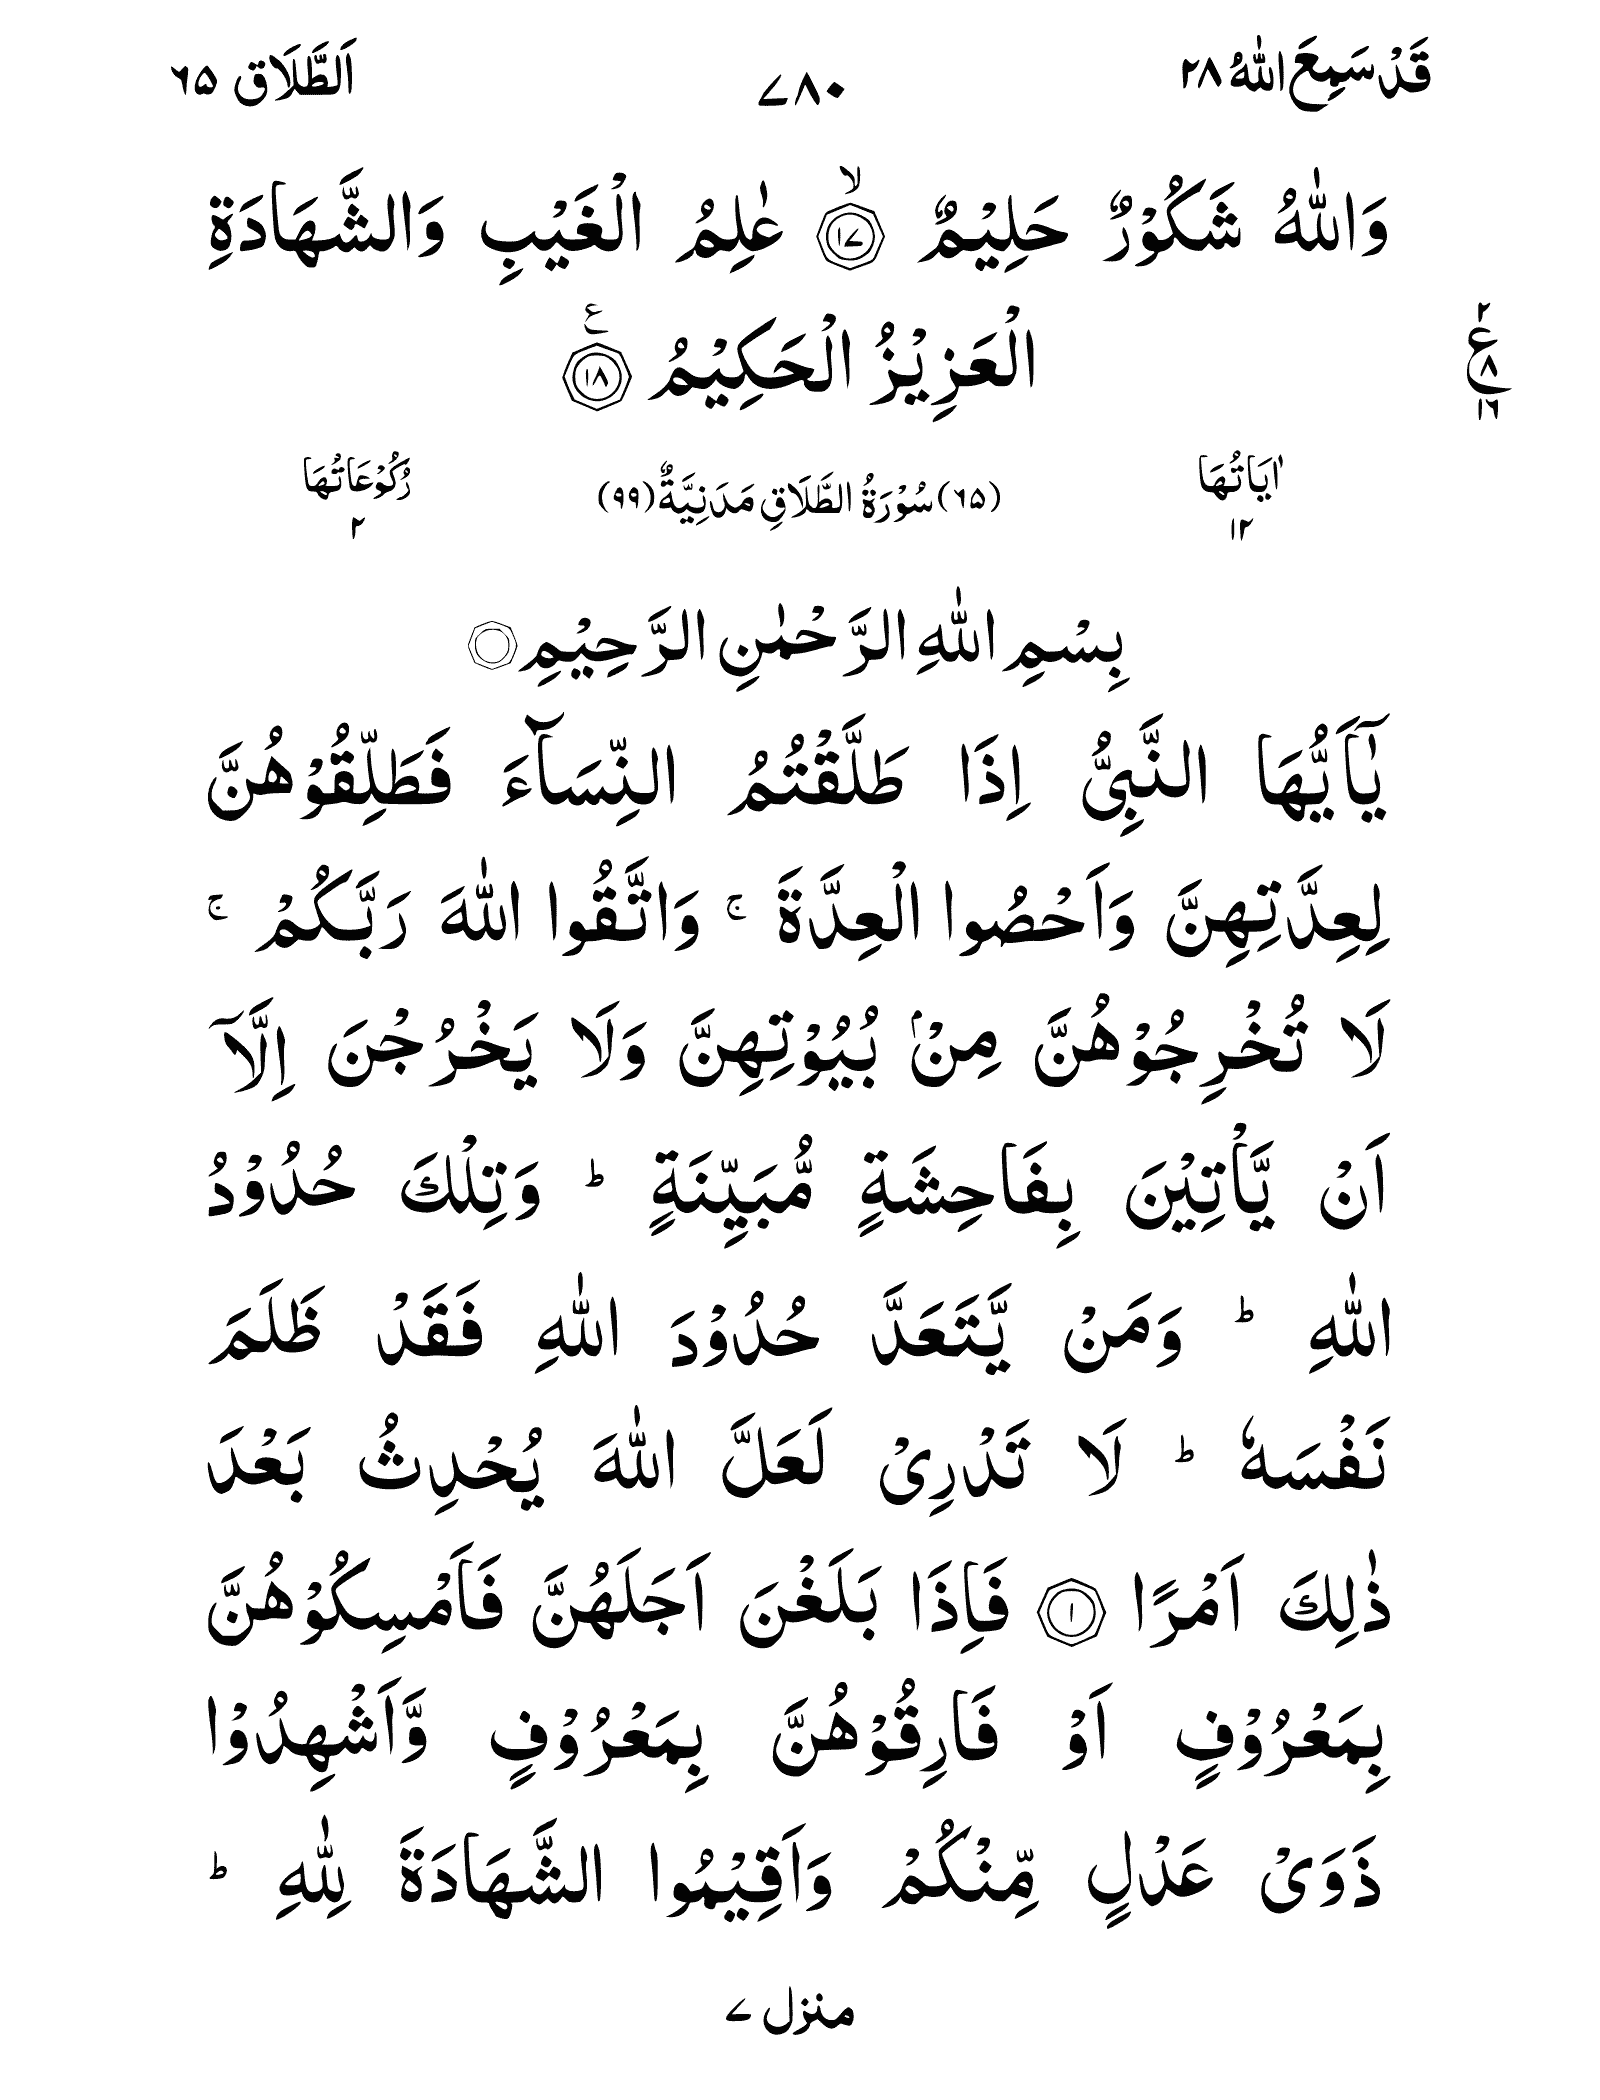 قَدْ سَمِعَ اللّٰهُ ٢٨ ٧٨٠ اَلطَّلَاق ٦٥
وَاللّٰهُ شَكُوْرٌ حَلِيْمٌ ۙ‏﴿١٧﴾ عٰلِمُ الْغَيْبِ وَالشَّهَادَةِ
الْعَزِيْزُ الْحَكِيْمُ ﴿١٨﴾ ع
٢ ع ٨ ١٦
اٰيَاتُهَا ١٢ (٦٥) سُوْرَةُ الطَّلَاقِ مَدَنِيَّةٌ (٩٩) رُكُوْعَاتُهَا ٢
بِسْمِ اللّٰهِ الرَّحْمٰنِ الرَّحِيْمِ ۝
يٰۤاَيُّهَا النَّبِىُّ اِذَا طَلَّقْتُمُ النِّسَآءَ فَطَلِّقُوْهُنَّ
لِعِدَّتِهِنَّ وَاَحْصُوا الْعِدَّةَ ۚ وَاتَّقُوا اللّٰهَ رَبَّكُمْ ۚ
لَا تُخْرِجُوْهُنَّ مِنْۢ بُيُوْتِهِنَّ وَلَا يَخْرُجْنَ اِلَّاۤ
اَنْ يَّاْتِيْنَ بِفَاحِشَةٍ مُّبَيِّنَةٍ ؕ وَتِلْكَ حُدُوْدُ
اللّٰهِ ؕ وَمَنْ يَّتَعَدَّ حُدُوْدَ اللّٰهِ فَقَدْ ظَلَمَ
نَفْسَهٗ ؕ لَا تَدْرِىْ لَعَلَّ اللّٰهَ يُحْدِثُ بَعْدَ
ذٰلِكَ اَمْرًا ﴿١﴾ فَاِذَا بَلَغْنَ اَجَلَهُنَّ فَاَمْسِكُوْهُنَّ
بِمَعْرُوْفٍ اَوْ فَارِقُوْهُنَّ بِمَعْرُوْفٍ وَّاَشْهِدُوْا
ذَوَىْ عَدْلٍ مِّنْكُمْ وَاَقِيْمُوا الشَّهَادَةَ لِلّٰهِ ؕ
منزل ٧